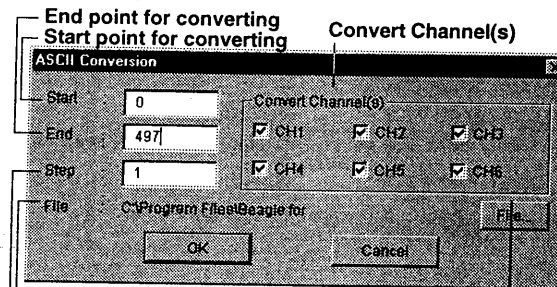 End point for converting
Start point for converting
Convert Channel(s)
ASCII Conversion
Start : 0
End : 497
Step : 1
File : C:\Program Files\Beagle for
Convert Channel(s)
CH1 CH2 CH3
CH4 CH5 CH6
File...
OK Cancel